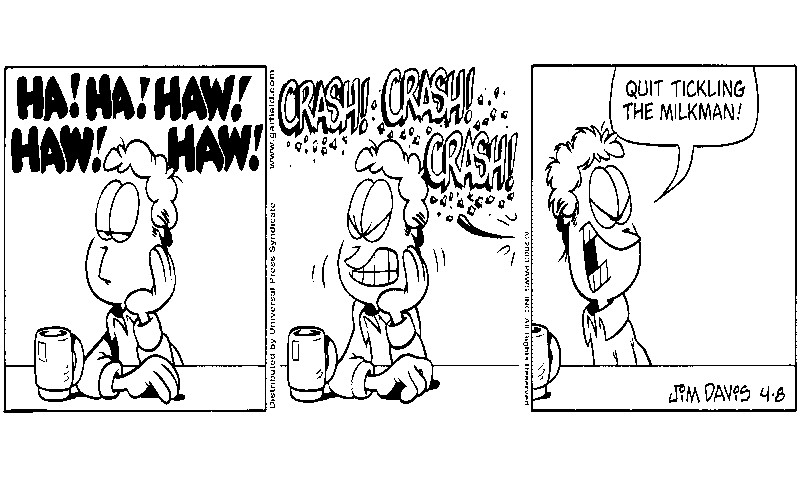 HA! HA! HAW!
HAW! HAW!
www.garfield.com
Distributed by Universal Press Syndicate
CRASH! CRASH!
CRASH!
QUIT TICKLING
THE MILKMAN!
JIM DAVIS 4-8